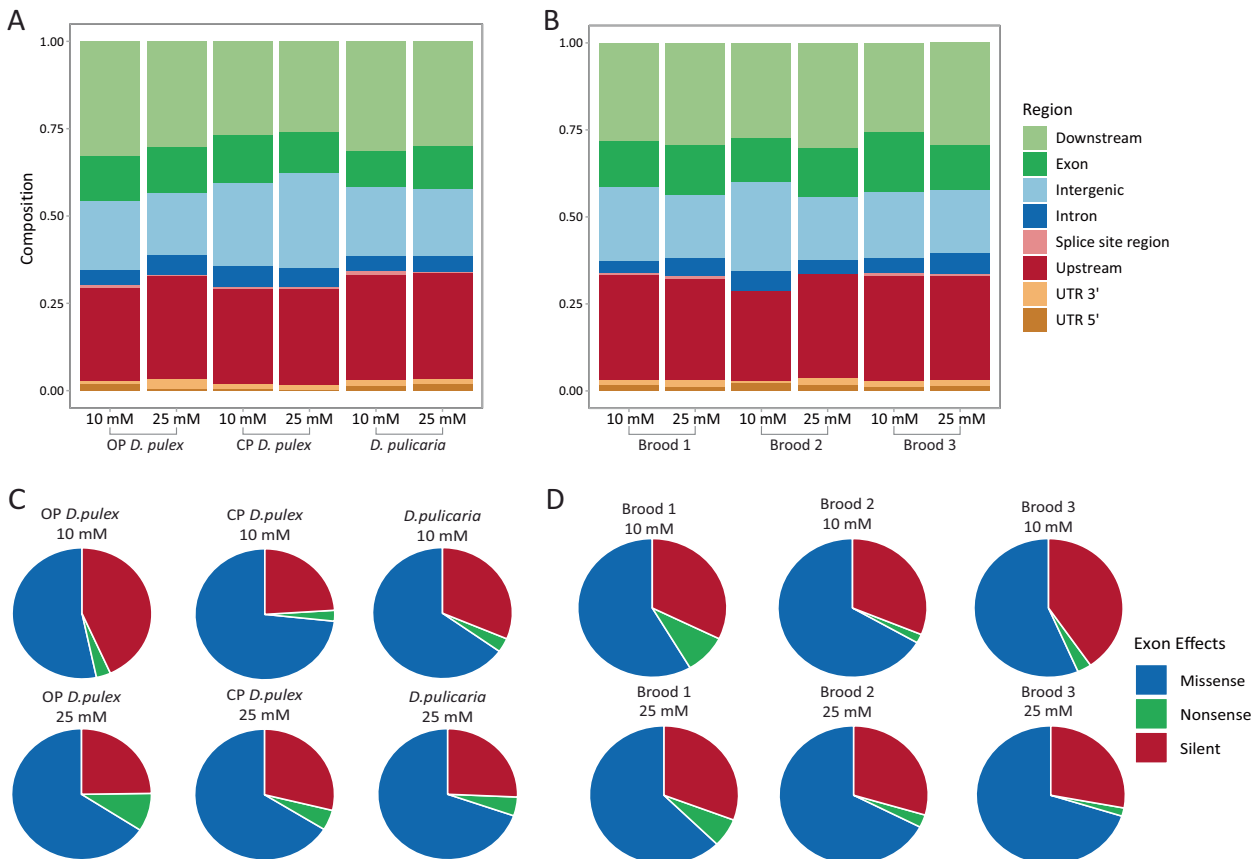 A
1.00
0.75
0.50
0.25
0.00
Composition
10 mM 25 mM 10 mM 25 mM 10 mM 25 mM
OP D. pulex CP D. pulex D. pulicaria
B
1.00
0.75
0.50
0.25
0.00
10 mM 25 mM 10 mM 25 mM 10 mM 25 mM
Brood 1 Brood 2 Brood 3
Region
Downstream
Exon
Intergenic
Intron
Splice site region
Upstream
UTR 3'
UTR 5'
C
OP D.pulex
10 mM
CP D.pulex
10 mM
D.pulicaria
10 mM
OP D.pulex
25 mM
CP D.pulex
25 mM
D.pulicaria
25 mM
D
Brood 1
10 mM
Brood 2
10 mM
Brood 3
10 mM
Brood 1
25 mM
Brood 2
25 mM
Brood 3
25 mM
Exon Effects
Missense
Nonsense
Silent